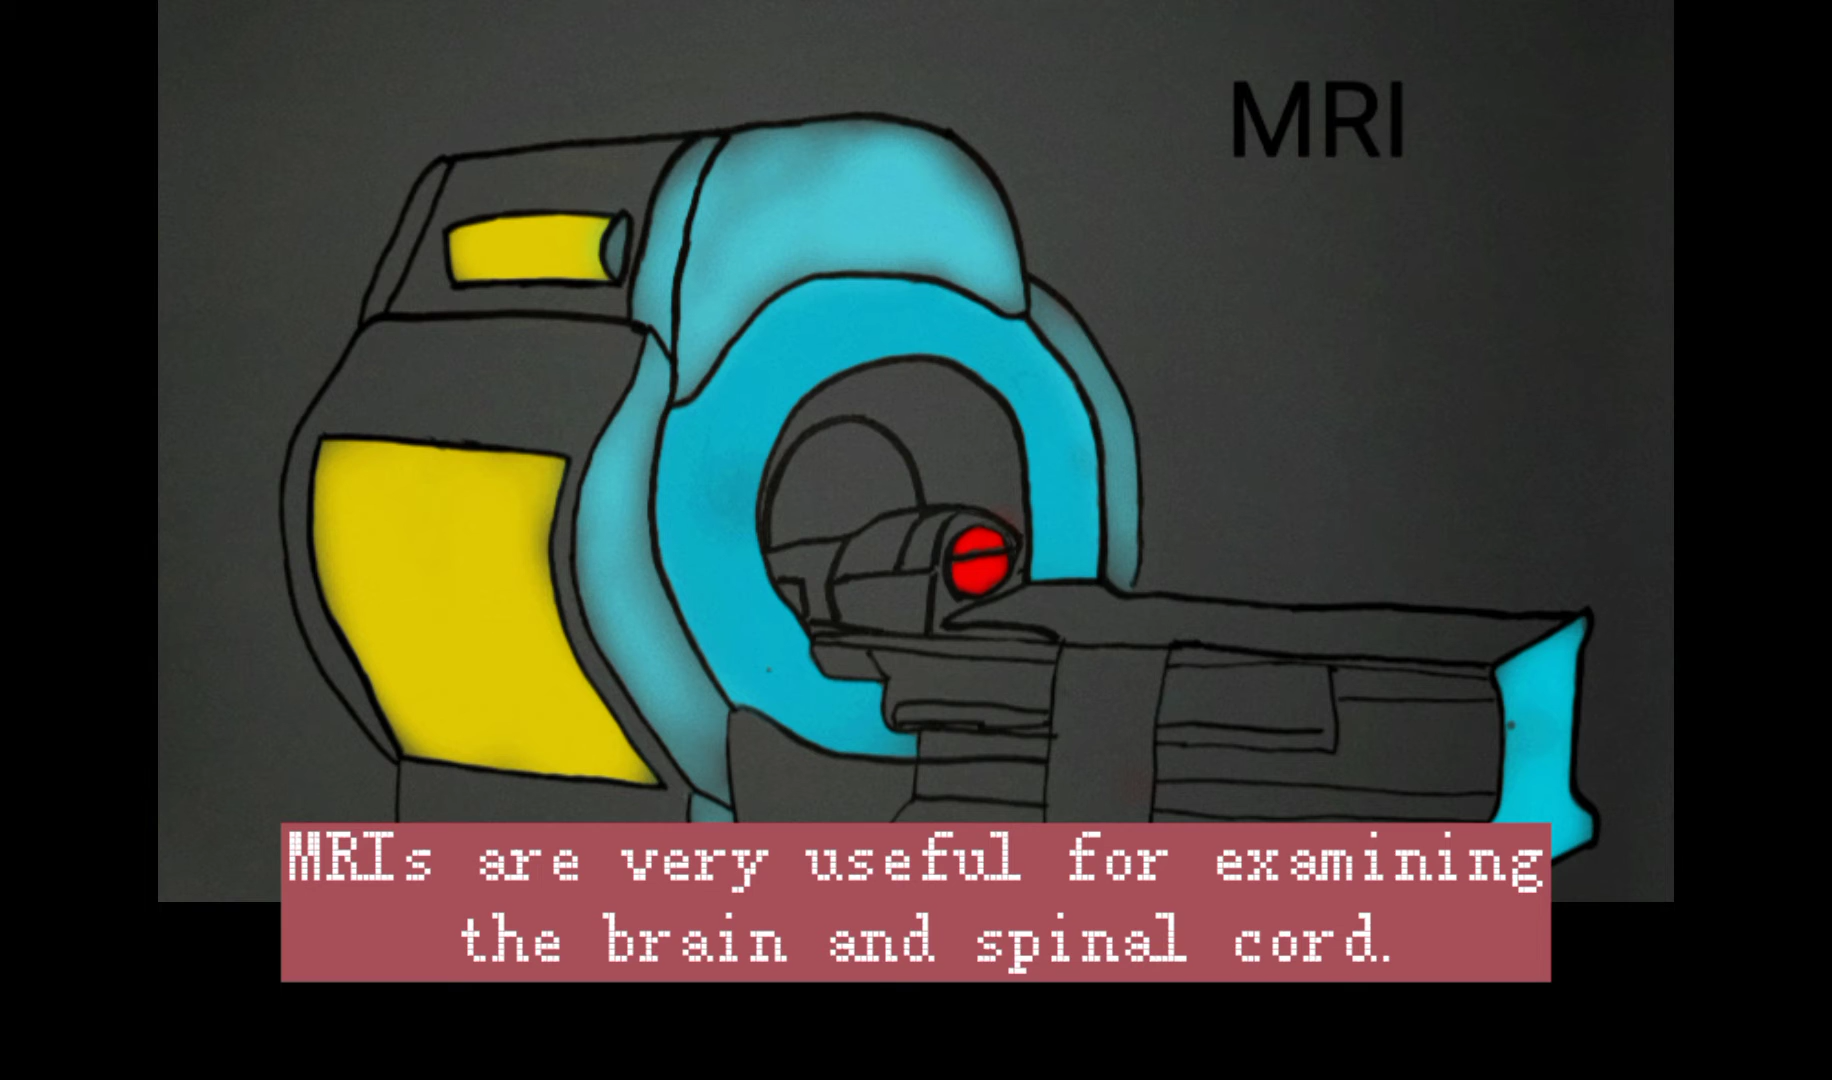 MRI
MRIs are very useful for examining
the brain and spinal cord.